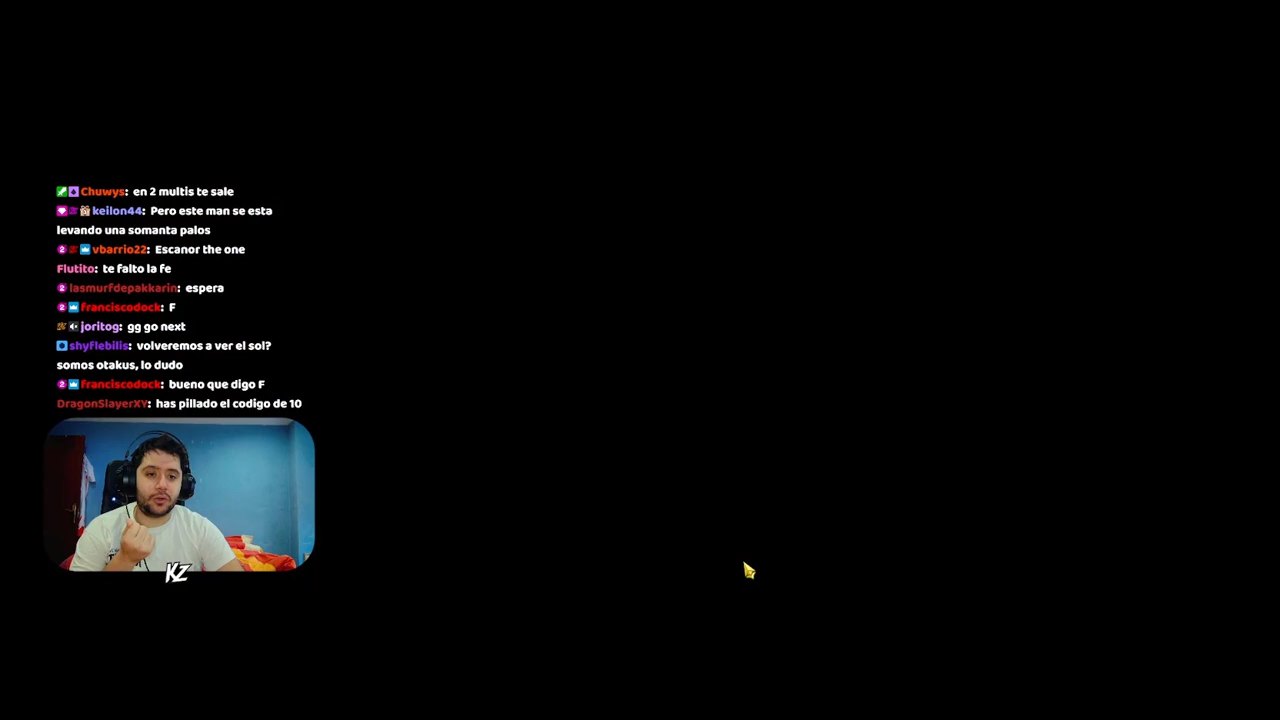 Chuwys: en 2 multis te sale
keilon44: Pero este man se esta
levando una somanta palos
vbarrio22: Escanor the one
Flutito: te falto la fe
lasmurfdepakkarin: espera
franciscodock: F
joritog: gg go next
shyflebilis: volveremos a ver el sol?
somos otakus, lo dudo
franciscodock: bueno que digo F
DragonSlayerXY: has pillado el codigo de 10
KZ